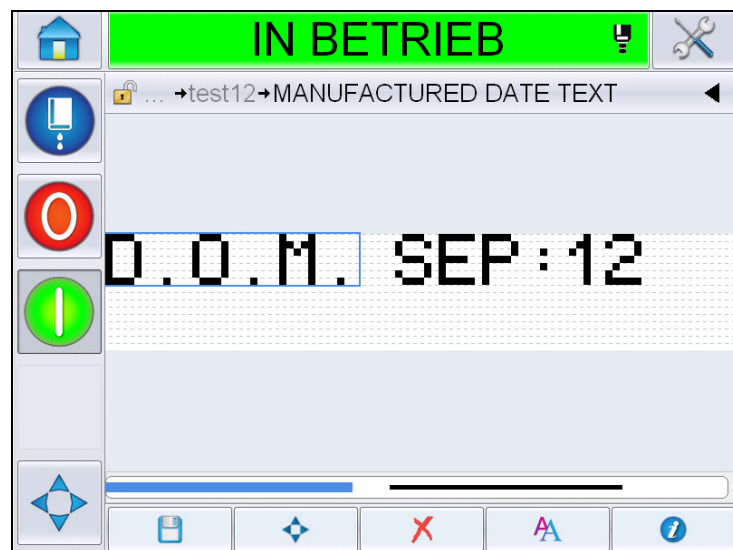 IN BETRIEB
... →test12→MANUFACTURED DATE TEXT
D.O.M. SEP:12